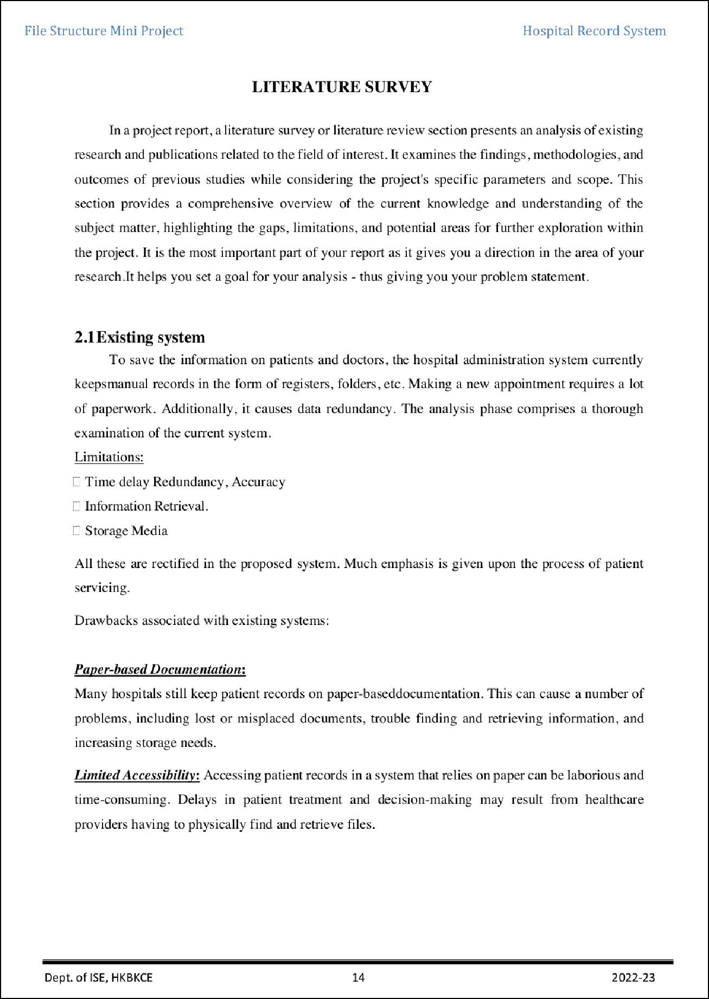 File Structure Mini Project Hospital Record System
LITERATURE SURVEY
In a project report, a literature survey or literature review section presents an analysis of existing
research and publications related to the field of interest. It examines the findings, methodologies, and
outcomes of previous studies while considering the project's specific parameters and scope. This
section provides a comprehensive overview of the current knowledge and understanding of the
subject matter, highlighting the gaps, limitations, and potential areas for further exploration within
the project. It is the most important part of your report as it gives you a direction in the area of your
research.It helps you set a goal for your analysis - thus giving you your problem statement.
2.1Existing system
To save the information on patients and doctors, the hospital administration system currently
keepsmanual records in the form of registers, folders, etc. Making a new appointment requires a lot
of paperwork. Additionally, it causes data redundancy. The analysis phase comprises a thorough
examination of the current system.
Limitations:
Time delay Redundancy, Accuracy
Information Retrieval.
Storage Media
All these are rectified in the proposed system. Much emphasis is given upon the process of patient
servicing.
Drawbacks associated with existing systems:
Paper-based Documentation:
Many hospitals still keep patient records on paper-baseddocumentation. This can cause a number of
problems, including lost or misplaced documents, trouble finding and retrieving information, and
increasing storage needs.
Limited Accessibility: Accessing patient records in a system that relies on paper can be laborious and
time-consuming. Delays in patient treatment and decision-making may result from healthcare
providers having to physically find and retrieve files.
Dept. of ISE, HKBKCE 14 2022-23